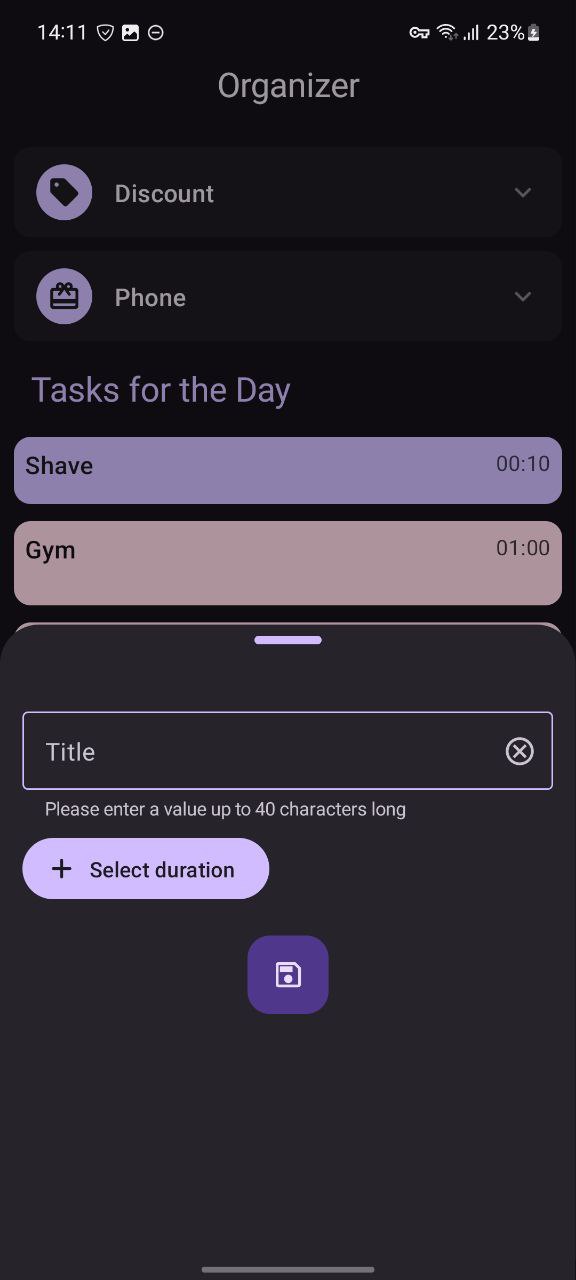 14:11 23%
Organizer
Discount
Phone
Tasks for the Day
Shave 00:10
Gym 01:00
Title
Please enter a value up to 40 characters long
+ Select duration